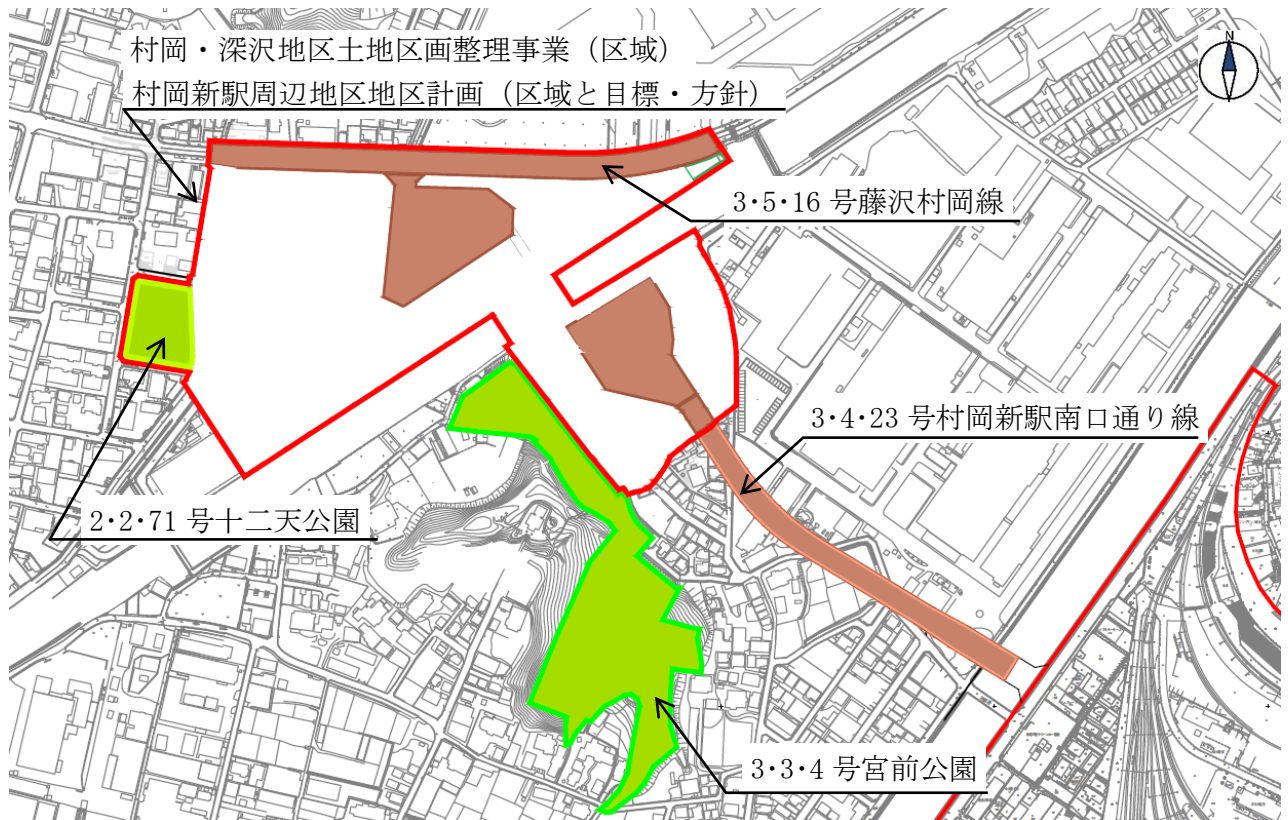 村岡・深沢地区土地区画整理事業（区域）
村岡新駅周辺地区地区計画（区域と目標・方針）
N
3・5・16 号藤沢村岡線
3・4・23 号村岡新駅南口通り線
2・2・71 号十二天公園
3・3・4 号宮前公園